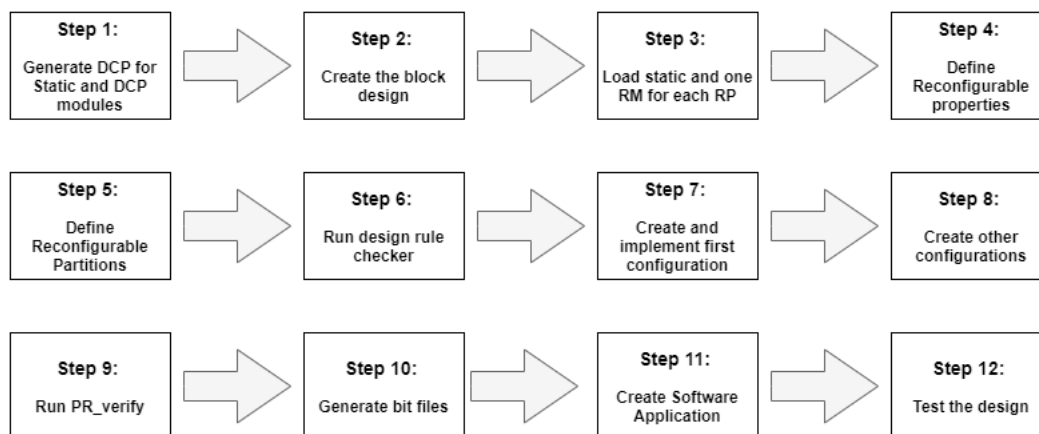 Step 1:
Generate DCP for
Static and DCP
modules
Step 2:
Create the block
design
Step 3:
Load static and one
RM for each RP
Step 4:
Define
Reconfigurable
properties
Step 5:
Define
Reconfigurable
Partitions
Step 6:
Run design rule
checker
Step 7:
Create and
implement first
configuration
Step 8:
Create other
configurations
Step 9:
Run PR_verify
Step 10:
Generate bit files
Step 11:
Create Software
Application
Step 12:
Test the design